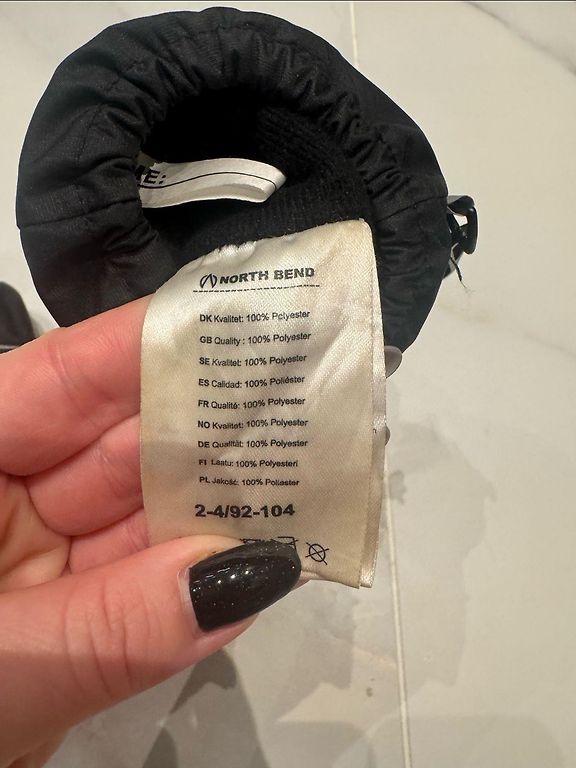 ME:
NORTH BEND
DK Kvalitet: 100% Polyester
GB Quality : 100% Polyester
SE Kvalitet: 100% Polyester
ES Calidad: 100% Poliéster
FR Qualité: 100% Polyester
NO Kvalitet: 100% Polyester
DE Qualität: 100% Polyester
FI Laatu: 100% Polyesteri
PL Jakość: 100% Poliaster
2-4/92-104